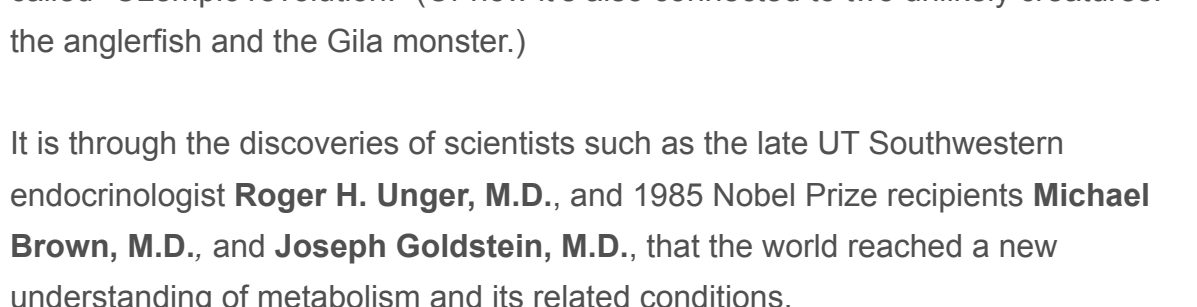 the anglerfish and the Gila monster.)
It is through the discoveries of scientists such as the late UT Southwestern
endocrinologist Roger H. Unger, M.D., and 1985 Nobel Prize recipients Michael
Brown, M.D., and Joseph Goldstein, M.D., that the world reached a new
understanding of metabolism and its related conditions.